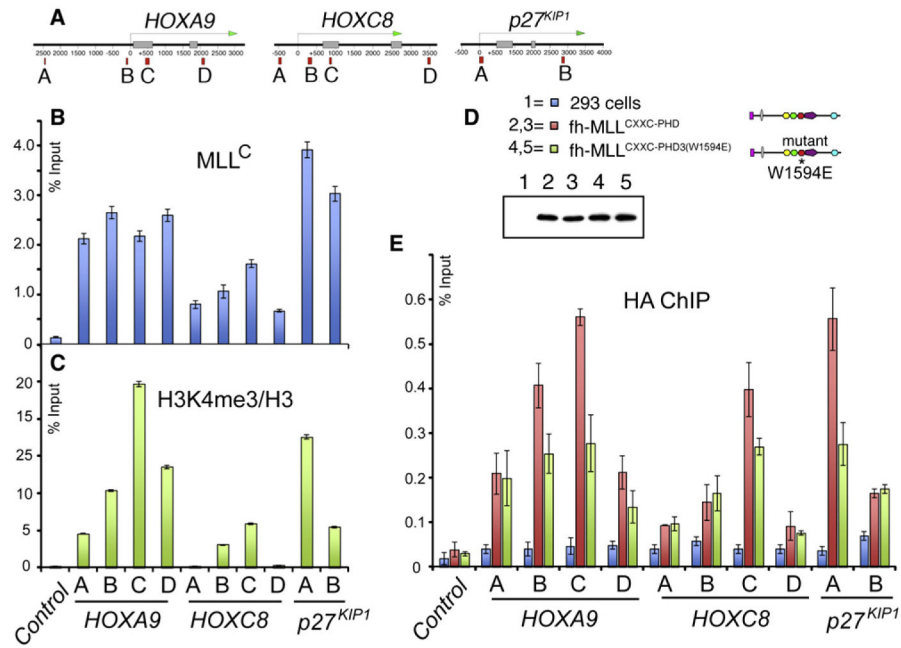 A
HOXA9
HOXC8
p27KIP1
2500 2000 1500 1000 500 0 +500 1000 1500 2000 2500 3000
-500 0 +500 1000 1500 2000 2500 3000 3500
-500 0 +500 1000 1500 2000 2500 3000 3500 4000
A B C D
A B C D
A B
B
% Input
MLLC
4.0
3.0
2.0
1.0
0
C
% Input
H3K4me3/H3
20
15
25
10
5
0
Control A B C D A B C D A B
HOXA9 HOXC8 p27KIP1
D
1= 293 cells
2,3= fh-MLLCXXC-PHD
4,5= fh-MLLCXXC-PHD3(W1594E)
mutant
*
W1594E
1 2 3 4 5
E
% Input
HA ChIP
0.6
0.5
0.4
0.3
0.2
0.1
0
Control A B C D A B C D A B
HOXA9 HOXC8 p27KIP1